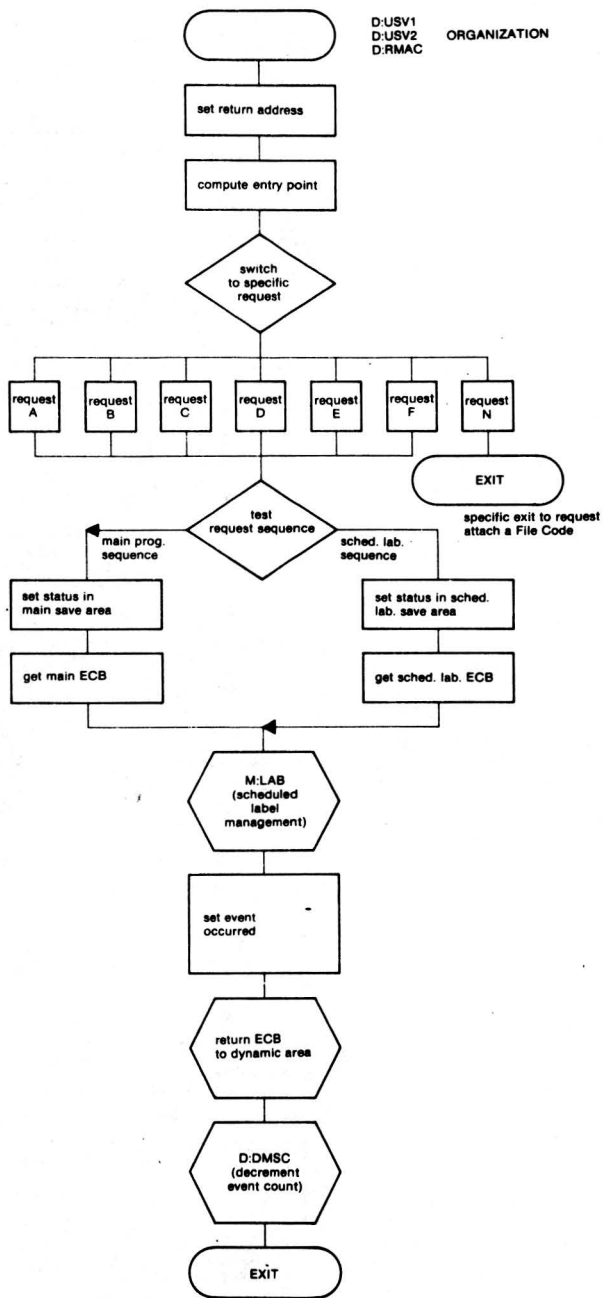 D:USV1
D:USV2 ORGANIZATION
D:RMAC
set return address
compute entry point
switch
to specific
request
request
A
request
B
request
C
request
D
request
E
request
F
request
N
EXIT
specific exit to request
attach a File Code
test
request sequence
main prog.
sequence
sched. lab.
sequence
set status in
main save area
set status in sched.
lab. save area
get main ECB
get sched. lab. ECB
M:LAB
(scheduled
label
management)
set event
occurred
return ECB
to dynamic area
D:DMSC
(decrement
event count)
EXIT